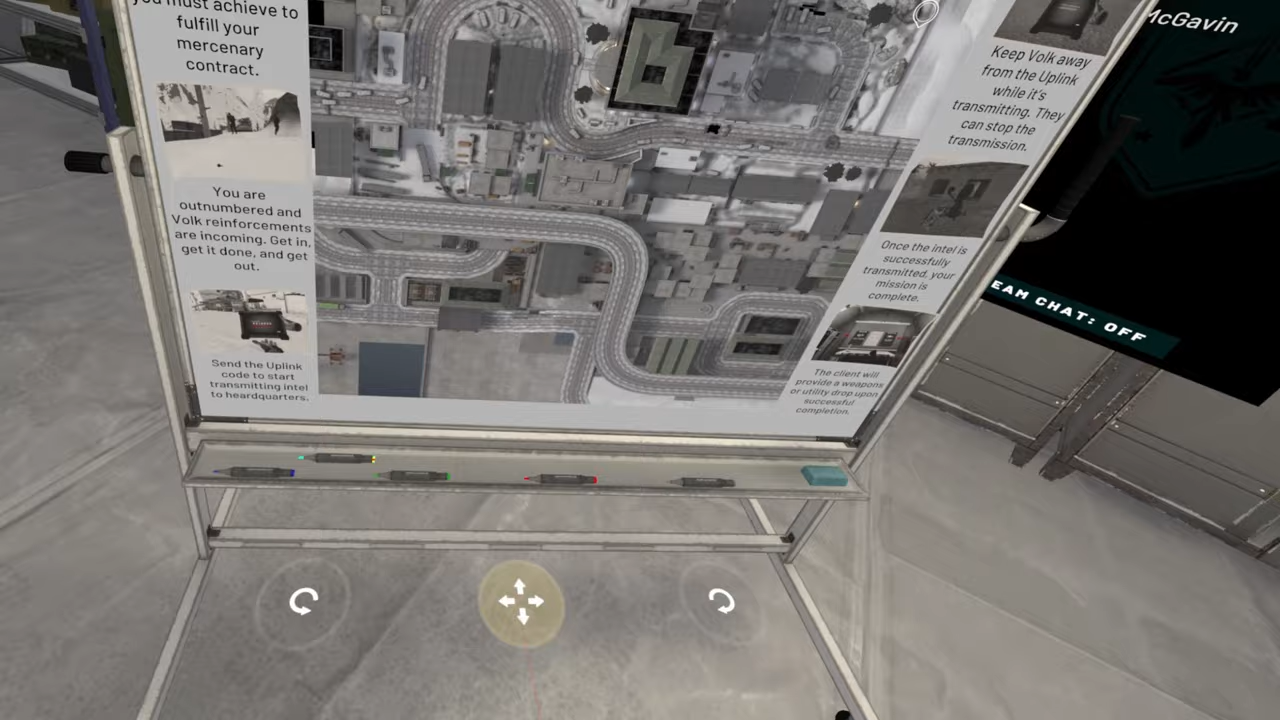 you must achieve to
fulfill your
mercenary
contract.
You are
outnumbered and
Volk reinforcements
are incoming. Get in,
get it done, and get
out.
Send the Uplink
code to start
transmitting intel
to headquarters.
Keep Volk away
from the Uplink
while it's
transmitting. They
can stop the
transmission.
Once the intel is
successfully
transmitted, your
mission is
complete.
The client will
provide a weapons
or utility drop upon
successful
completion.
McGavin
EAM CHAT: OFF